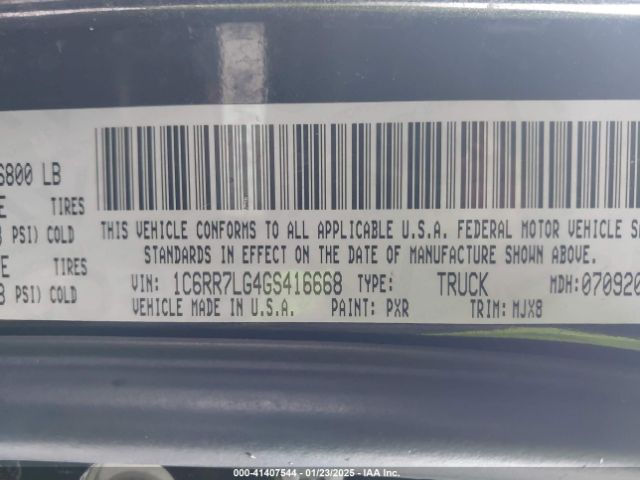 6800 LB
TIRES
PSI) COLD
TIRES
PSI) COLD
THIS VEHICLE CONFORMS TO ALL APPLICABLE U.S.A. FEDERAL MOTOR VEHICLE
STANDARDS IN EFFECT ON THE DATE OF MANUFACTURE SHOWN ABOVE.
VIN: 1C6RR7LG4GS416668 TYPE: TRUCK MDH: 070920
VEHICLE MADE IN U.S.A. PAINT: PXR TRIM: MJX8
000-41407544 - 01/23/2025 - IAA, Inc.